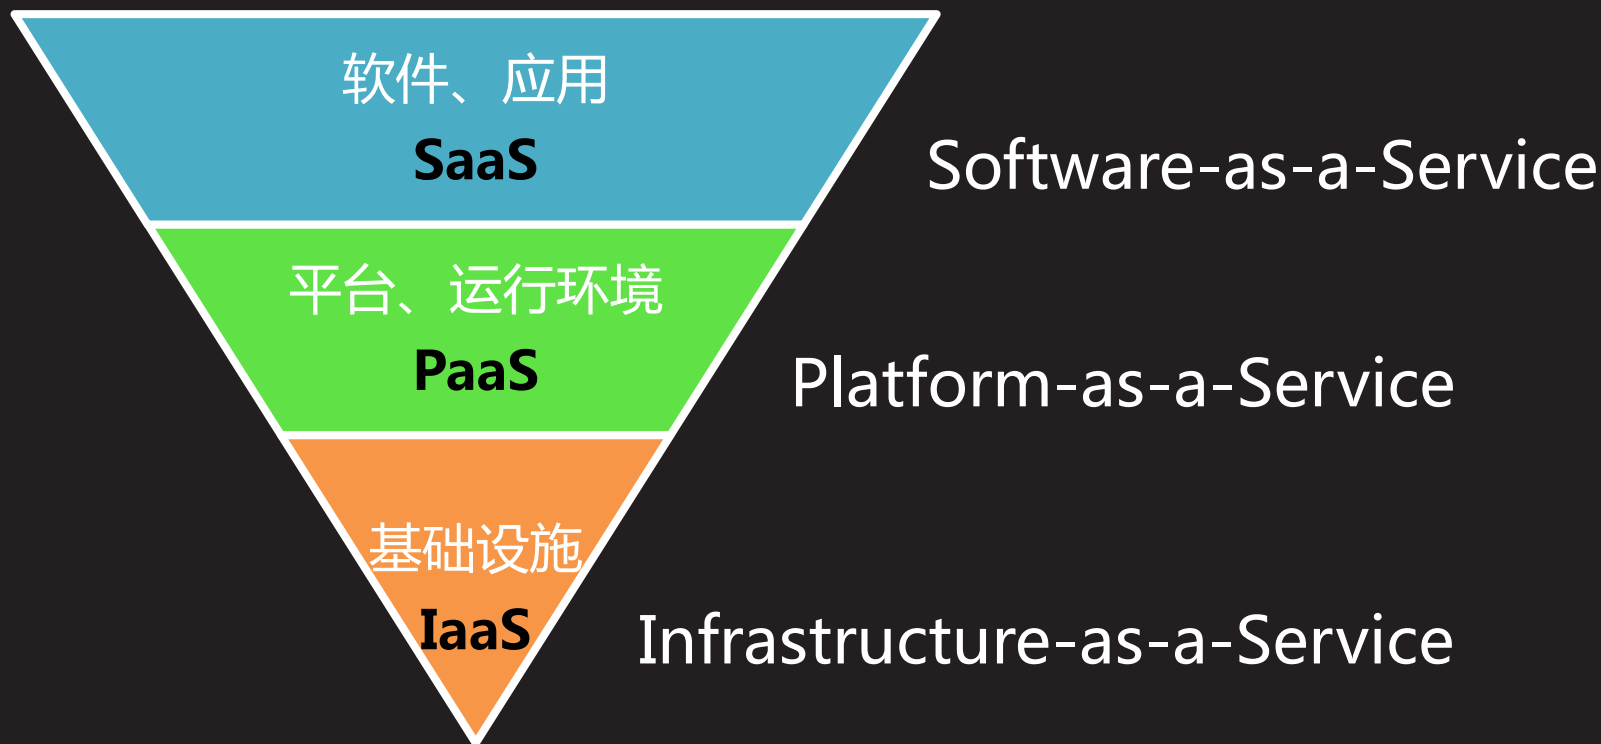 软件、应用
SaaS
Software-as-a-Service
平台、运行环境
PaaS
Platform-as-a-Service
基础设施
IaaS
Infrastructure-as-a-Service